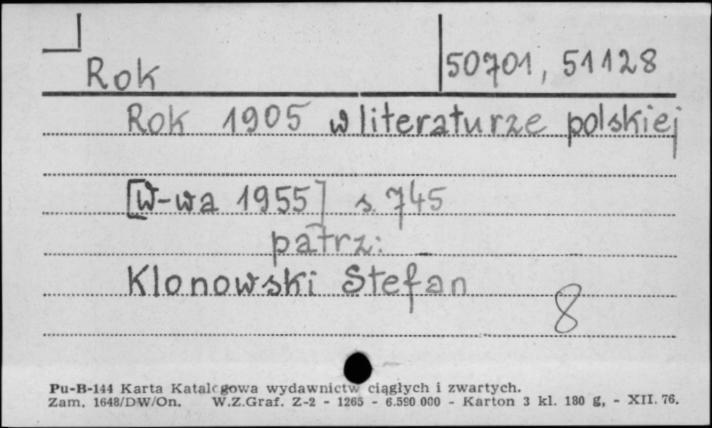 Rok 50701, 51128
Rok 1905 w literaturze polskiej
[W-wa 1955] s. 745
patrz:
Klonowski Stefan
8
Pu-B-144 Karta Katalogowa wydawnictw ciągłych i zwartych.
Zam. 1648/DW/On. W.Z.Graf. Z-2 - 1265 - 6.590 000 - Karton 3 kl. 180 g, - XII. 76.